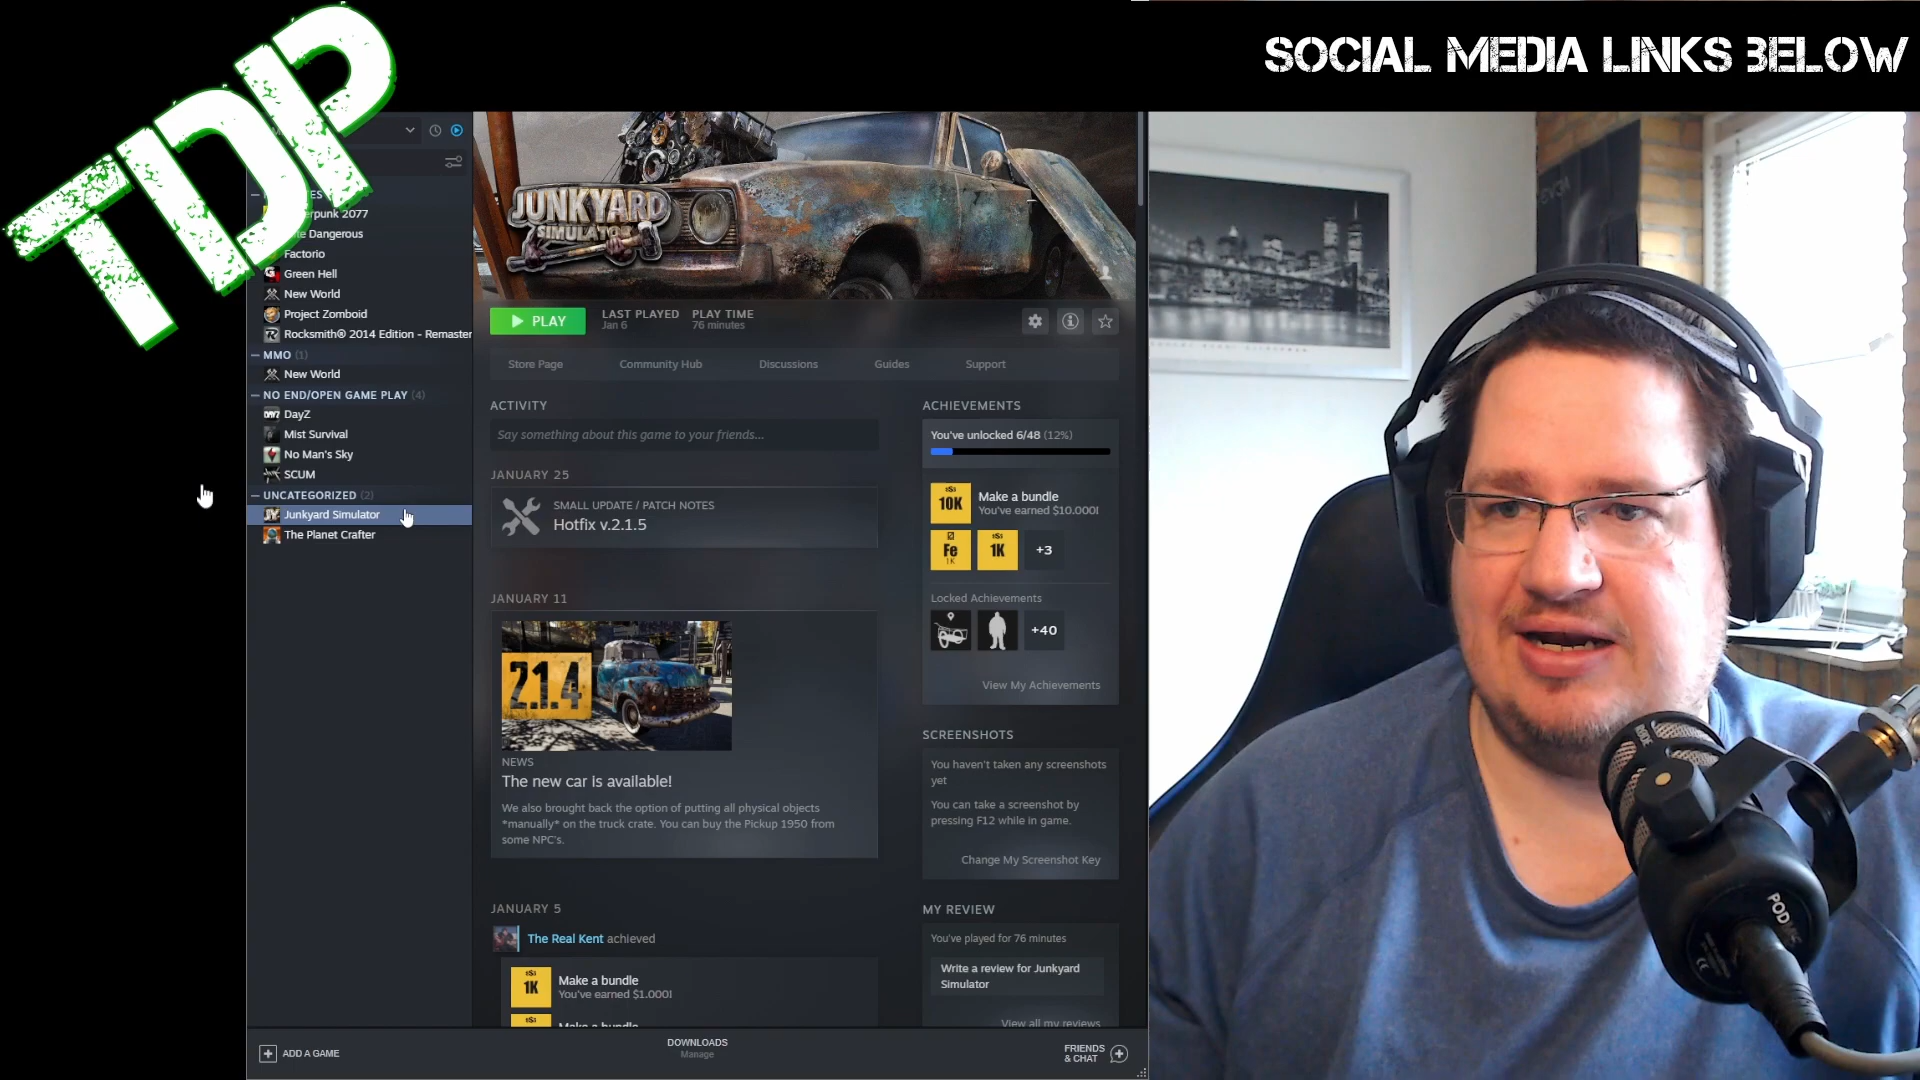 TDP
SOCIAL MEDIA LINKS BELOW
Dangerous
Factorio
Green Hell
New World
Project Zomboid
Rocksmith® 2014 Edition - Remaster
MMO (1)
New World
NO END/OPEN GAME PLAY (4)
DayZ
Mist Survival
No Man's Sky
SCUM
UNCATEGORIZED (2)
Junkyard Simulator
The Planet Crafter
JUNKYARD
SIMULATOR
PLAY
LAST PLAYED
Jan 6
PLAY TIME
76 minutes
Store Page
Community Hub
Discussions
Guides
Support
ACTIVITY
Say something about this game to your friends...
JANUARY 25
SMALL UPDATE / PATCH NOTES
Hotfix v.2.1.5
JANUARY 11
2.1.4
NEWS
The new car is available!
We also brought back the option of putting all physical objects
*manually* on the truck crate. You can buy the Pickup 1950 from
some NPC's.
JANUARY 5
The Real Kent achieved
1K
Make a bundle
You've earned $1.000!
Make a bundle
ACHIEVEMENTS
You've unlocked 6/48 (12%)
10K
Make a bundle
You've earned $10.000!
Fe
1K
1K
+3
Locked Achievements
+40
View My Achievements
SCREENSHOTS
You haven't taken any screenshots
yet
You can take a screenshot by
pressing F12 while in game.
Change My Screenshot Key
MY REVIEW
You've played for 76 minutes
Write a review for Junkyard
Simulator
View all my reviews
ADD A GAME
DOWNLOADS
Manage
FRIENDS
& CHAT
POD